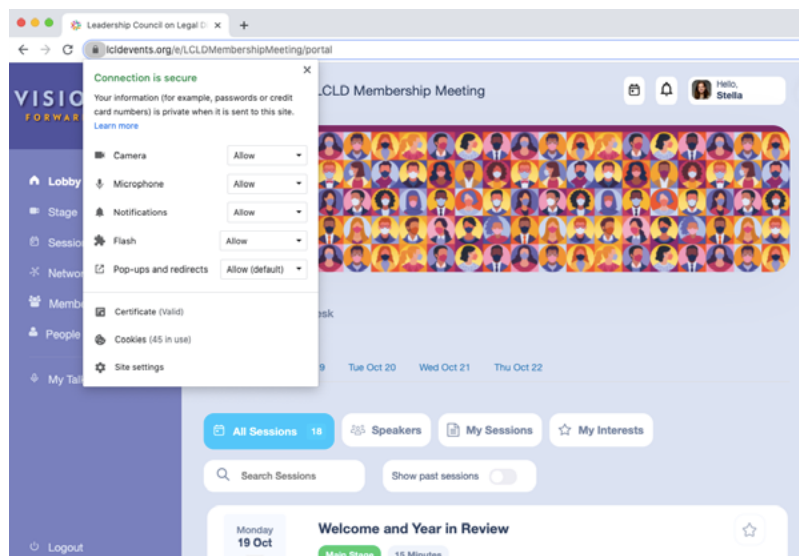 Leadership Council on Legal D
lcldevents.org/e/LCLDMembershipMeeting/portal
VISIO
FORWAR
Connection is secure
Your information (for example, passwords or credit
card numbers) is private when it is sent to this site.
Learn more
Camera Allow
Microphone Allow
Notifications Allow
Flash Allow
Pop-ups and redirects Allow (default)
Certificate (Valid)
Cookies (45 in use)
Site settings
LCLD Membership Meeting
Hello,
Stella
Lobby
Stage
Sessio
Networ
Membe
People
My Tal
Logout
esk
9 Tue Oct 20 Wed Oct 21 Thu Oct 22
All Sessions 18 Speakers My Sessions My Interests
Search Sessions Show past sessions
Monday
19 Oct
Welcome and Year in Review
Main Stage 15 Minutes